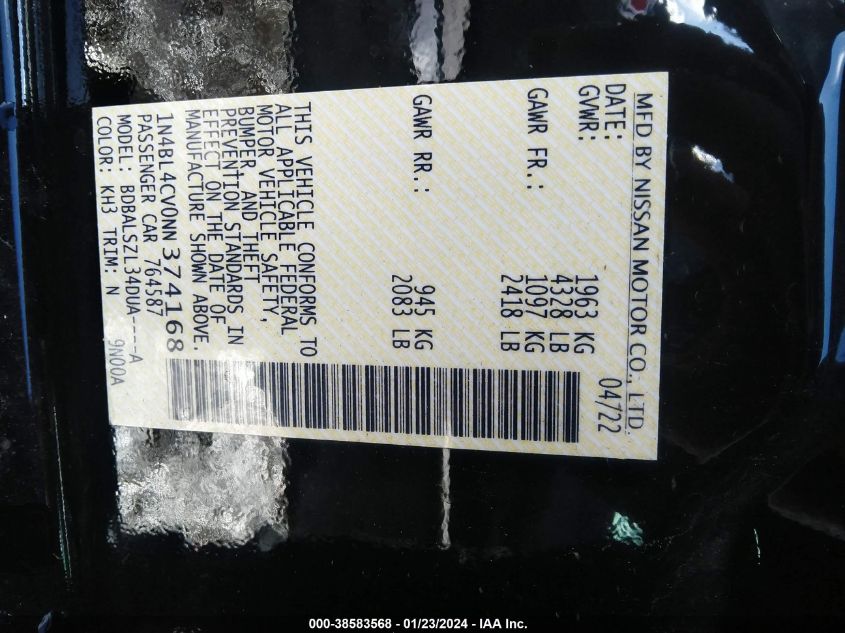 MFD BY NISSAN MOTOR CO., LTD.
DATE: 04/22
GVWR: 1963 KG
4328 LB
GAWR FR.: 1097 KG
2418 LB
GAWR RR.: 945 KG
2083 LB
THIS VEHICLE CONFORMS TO
ALL APPLICABLE FEDERAL
MOTOR VEHICLE SAFETY,
BUMPER, AND THEFT
PREVENTION STANDARDS IN
EFFECT ON THE DATE OF
MANUFACTURE SHOWN ABOVE.
1N4BL4CV0NN374168
PASSENGER CAR 764587
MODEL: BDBALSZL34DUA----A
COLOR: KH3 TRIM: N 9N00A
000-38583568 - 01/23/2024 - IAA Inc.